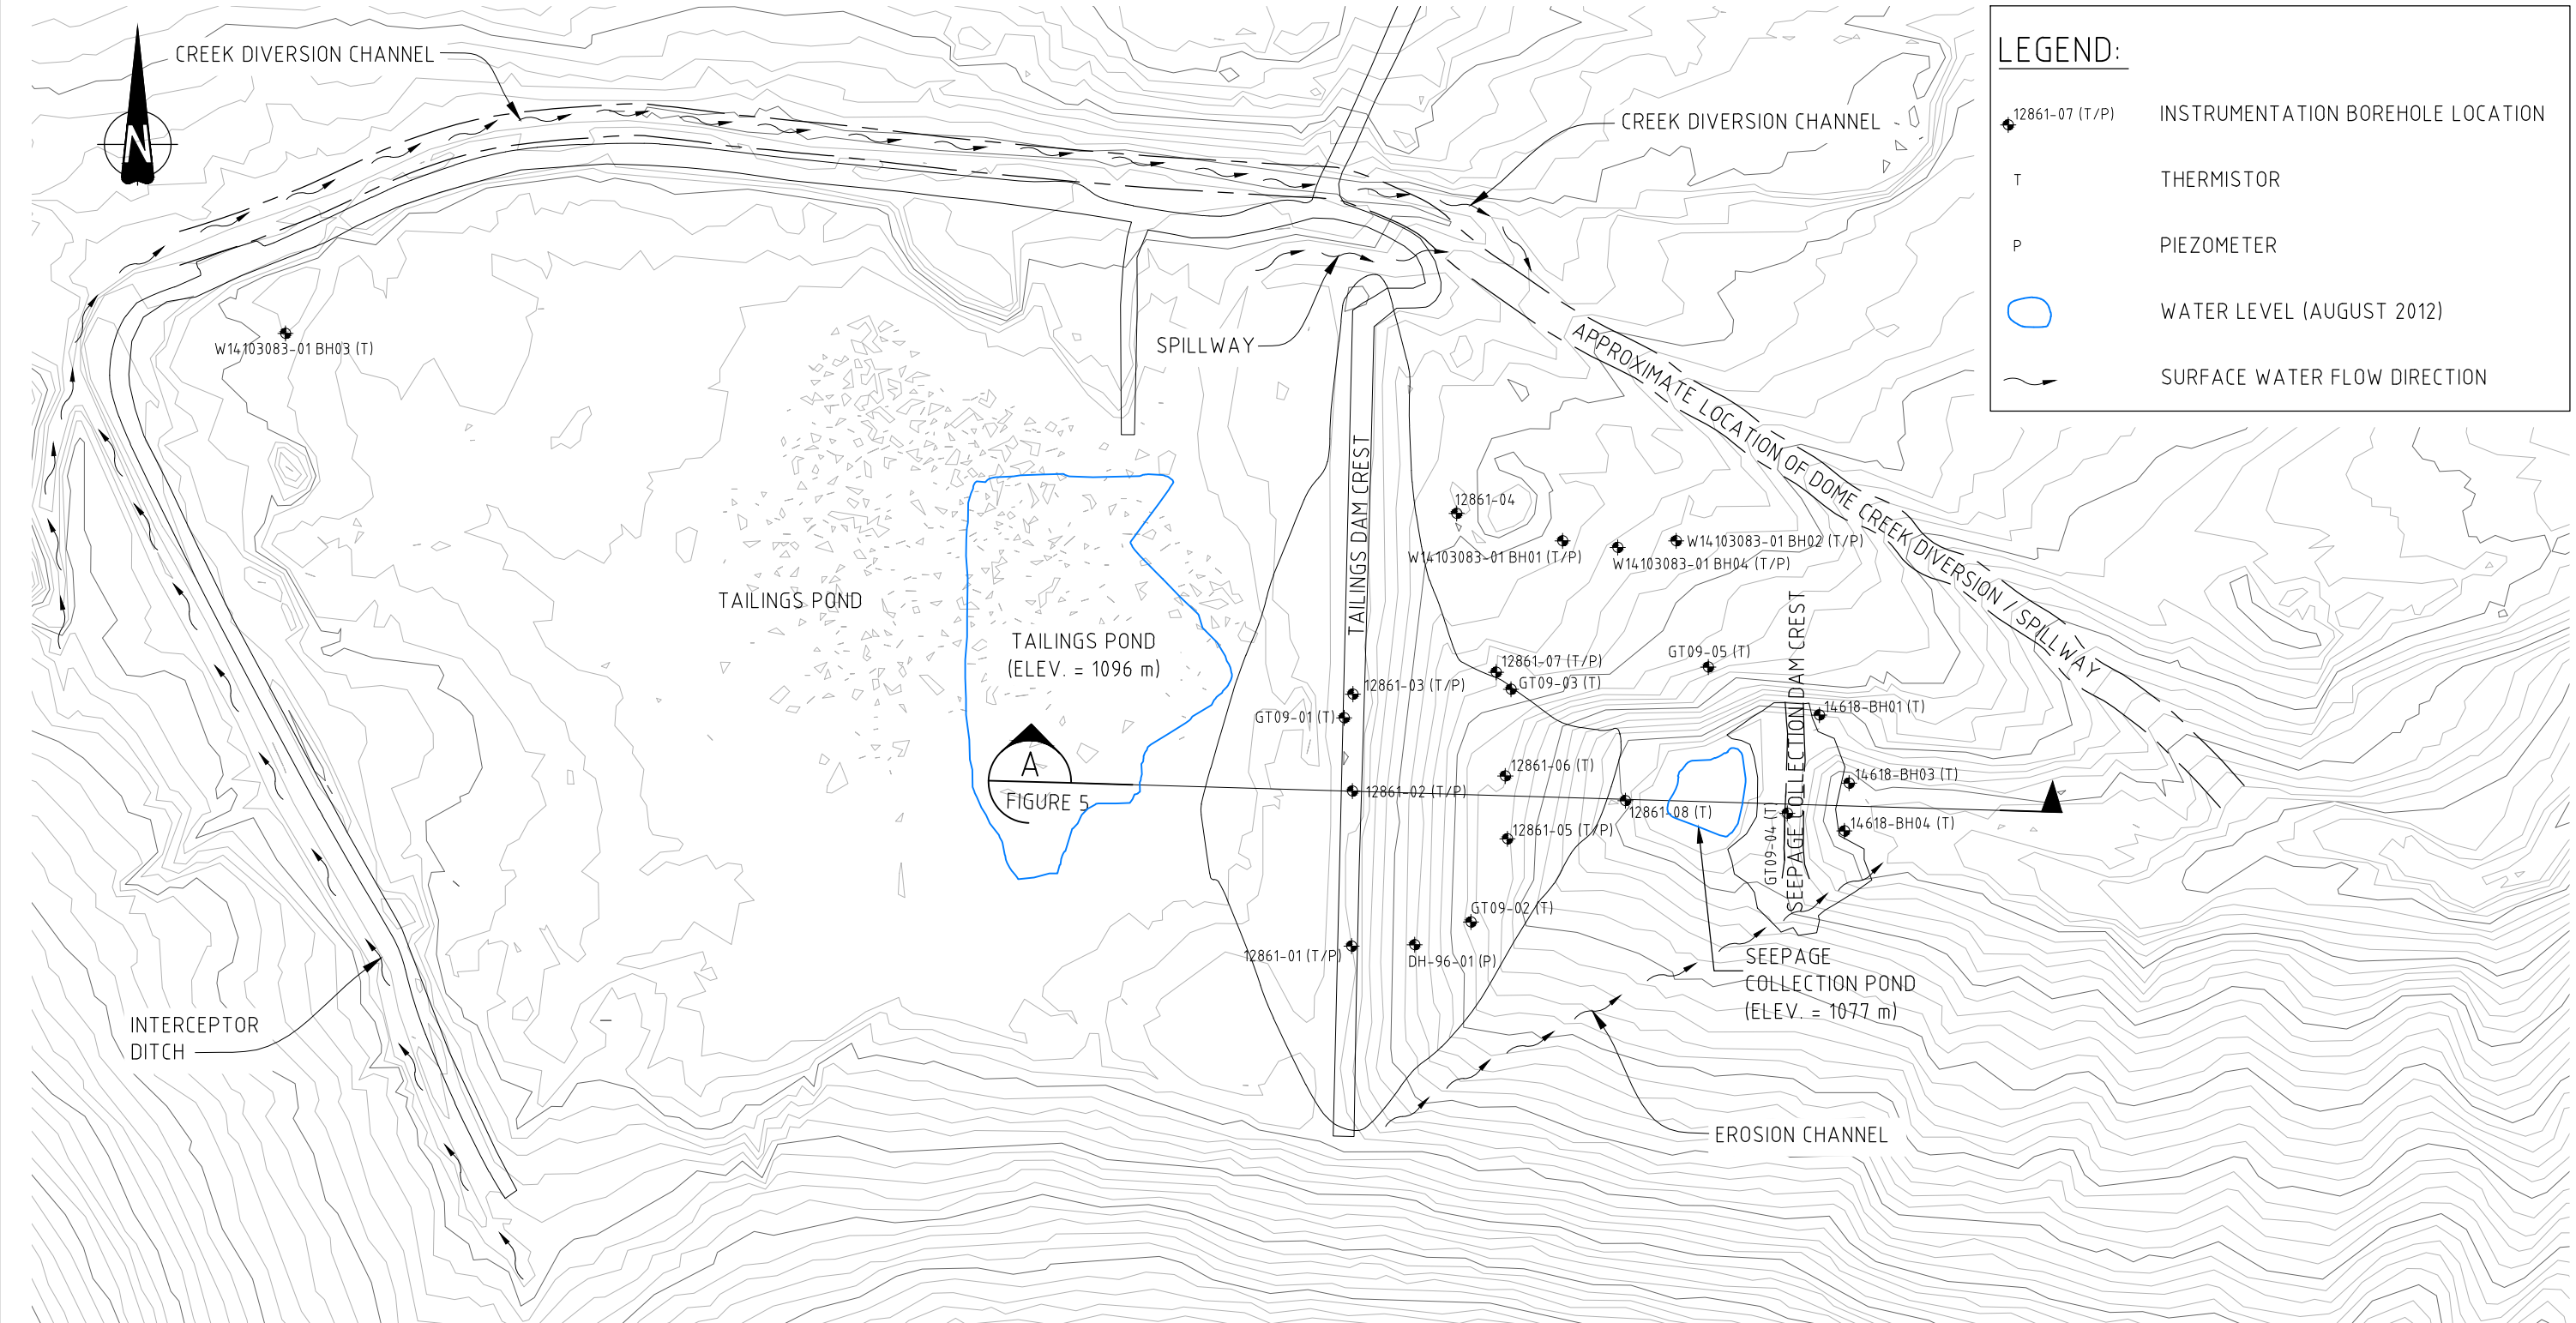 CREEK DIVERSION CHANNEL
N
CREEK DIVERSION CHANNEL
LEGEND:
12861-07 (T/P) INSTRUMENTATION BOREHOLE LOCATION
T THERMISTOR
P PIEZOMETER
WATER LEVEL (AUGUST 2012)
SURFACE WATER FLOW DIRECTION
W14103083-01 BH03 (T)
SPILLWAY
APPROXIMATE LOCATION OF DOME CREEK DIVERSION / SPILLWAY
TAILINGS DAM CREST
12861-04
W14103083-01 BH01 (T/P)
W14103083-01 BH02 (T/P)
W14103083-01 BH04 (T/P)
TAILINGS POND
TAILINGS POND
(ELEV. = 1096 m)
12861-07 (T/P)
GT09-03 (T)
GT09-05 (T)
SEEPAGE COLLECTION DAM CREST
12861-03 (T/P)
GT09-01 (T)
14618-BH01 (T)
A
FIGURE 5
12861-06 (T)
12861-02 (T/P)
12861-08 (T)
14618-BH03 (T)
GT09-04 (T)
12861-05 (T/P)
14618-BH04 (T)
GT09-02 (T)
12861-01 (T/P)
DH-96-01 (P)
SEEPAGE
COLLECTION POND
(ELEV. = 1077 m)
INTERCEPTOR
DITCH
EROSION CHANNEL